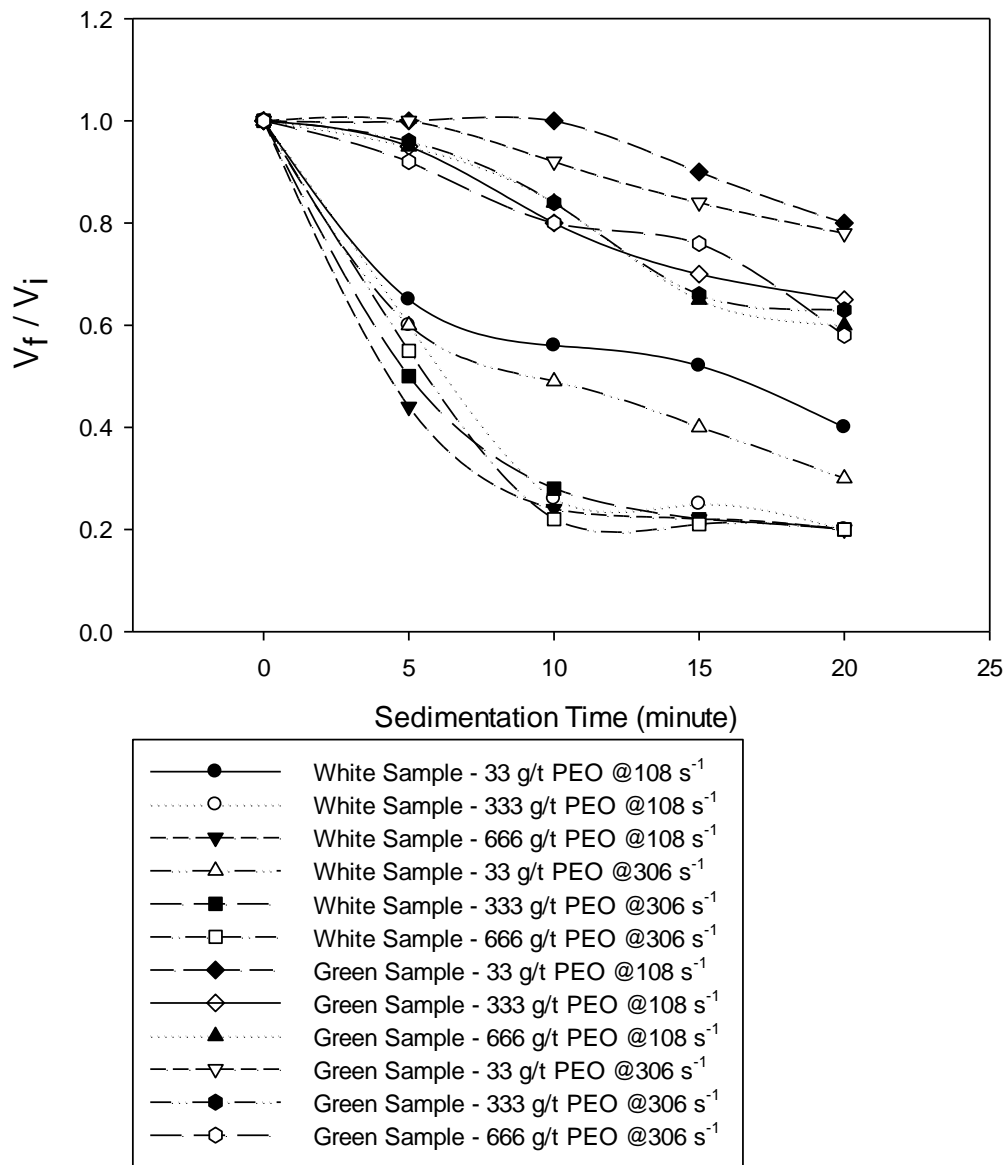 1.2
1.0
0.8
0.6
0.4
0.2
0.0
V_f / V_i
0 5 10 15 20 25
Sedimentation Time (minute)
White Sample - 33 g/t PEO @108 s⁻¹
White Sample - 333 g/t PEO @108 s⁻¹
White Sample - 666 g/t PEO @108 s⁻¹
White Sample - 33 g/t PEO @306 s⁻¹
White Sample - 333 g/t PEO @306 s⁻¹
White Sample - 666 g/t PEO @306 s⁻¹
Green Sample - 33 g/t PEO @108 s⁻¹
Green Sample - 333 g/t PEO @108 s⁻¹
Green Sample - 666 g/t PEO @108 s⁻¹
Green Sample - 33 g/t PEO @306 s⁻¹
Green Sample - 333 g/t PEO @306 s⁻¹
Green Sample - 666 g/t PEO @306 s⁻¹